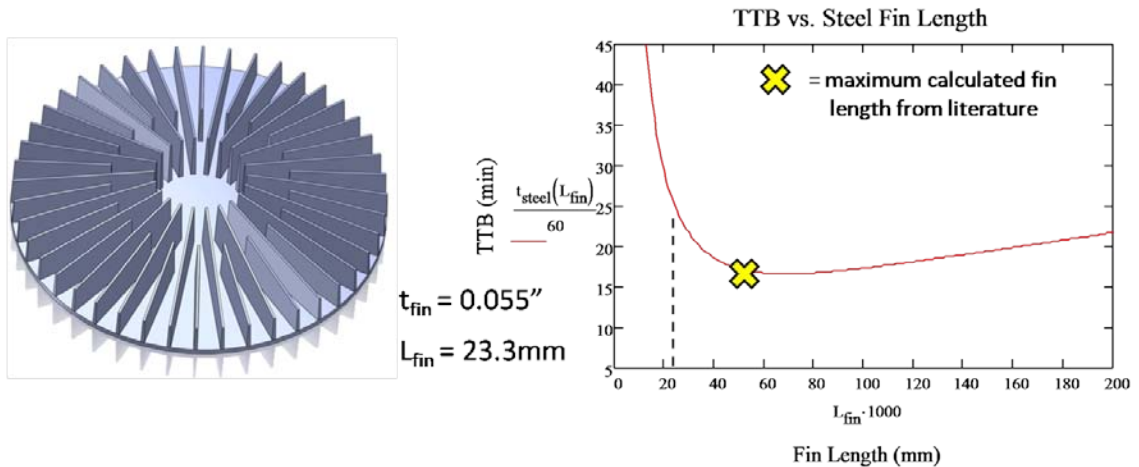 t_fin = 0.055”
L_fin = 23.3mm
TTB vs. Steel Fin Length
= maximum calculated fin
length from literature
TTB (min)
t_steel(L_fin)
60
45
40
35
30
25
20
15
10
5
0 20 40 60 80 100 120 140 160 180 200
L_fin·1000
Fin Length (mm)